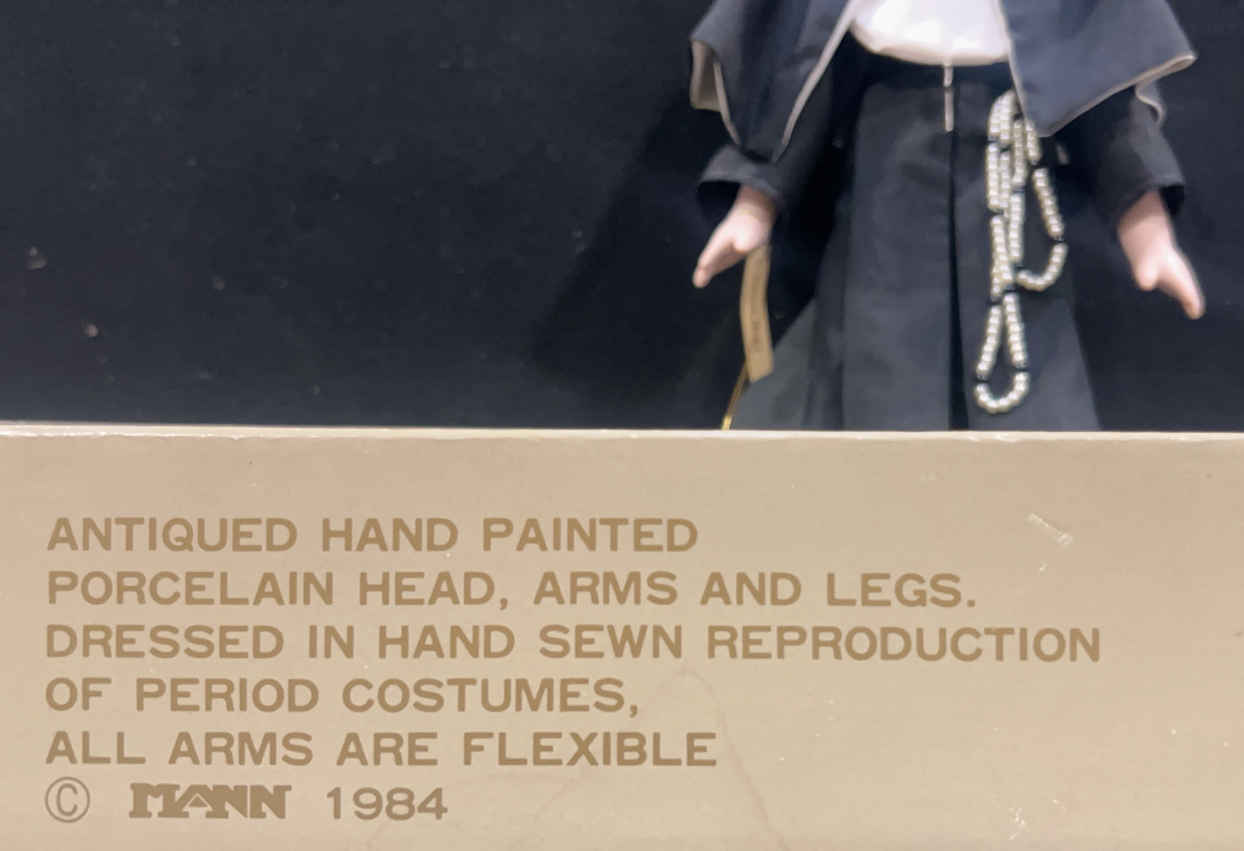 ANTIQUED HAND PAINTED
PORCELAIN HEAD, ARMS AND LEGS.
DRESSED IN HAND SEWN REPRODUCTION
OF PERIOD COSTUMES,
ALL ARMS ARE FLEXIBLE
© MANN 1984